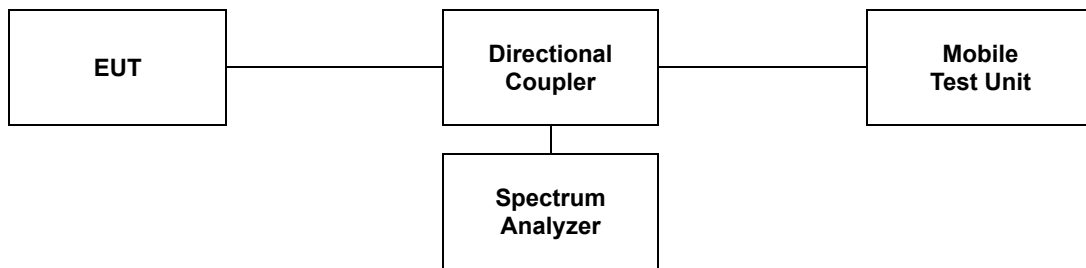 EUT
Directional
Coupler
Mobile
Test Unit
Spectrum
Analyzer